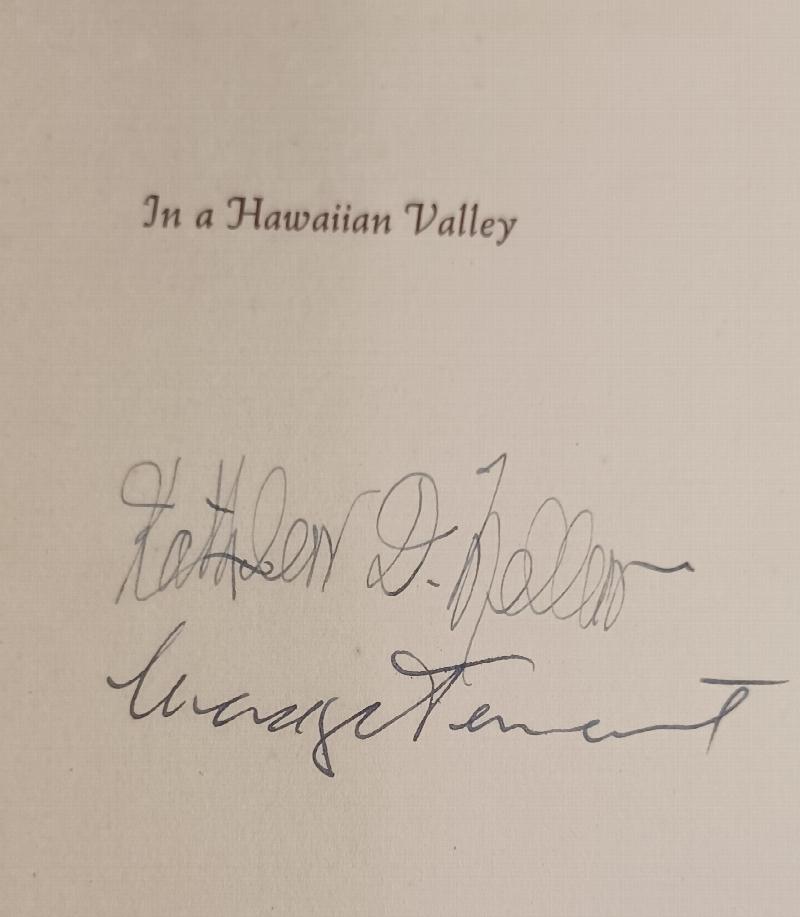 In a Hawaiian Valley
Kathleen D. Mellen
Madge Tennent